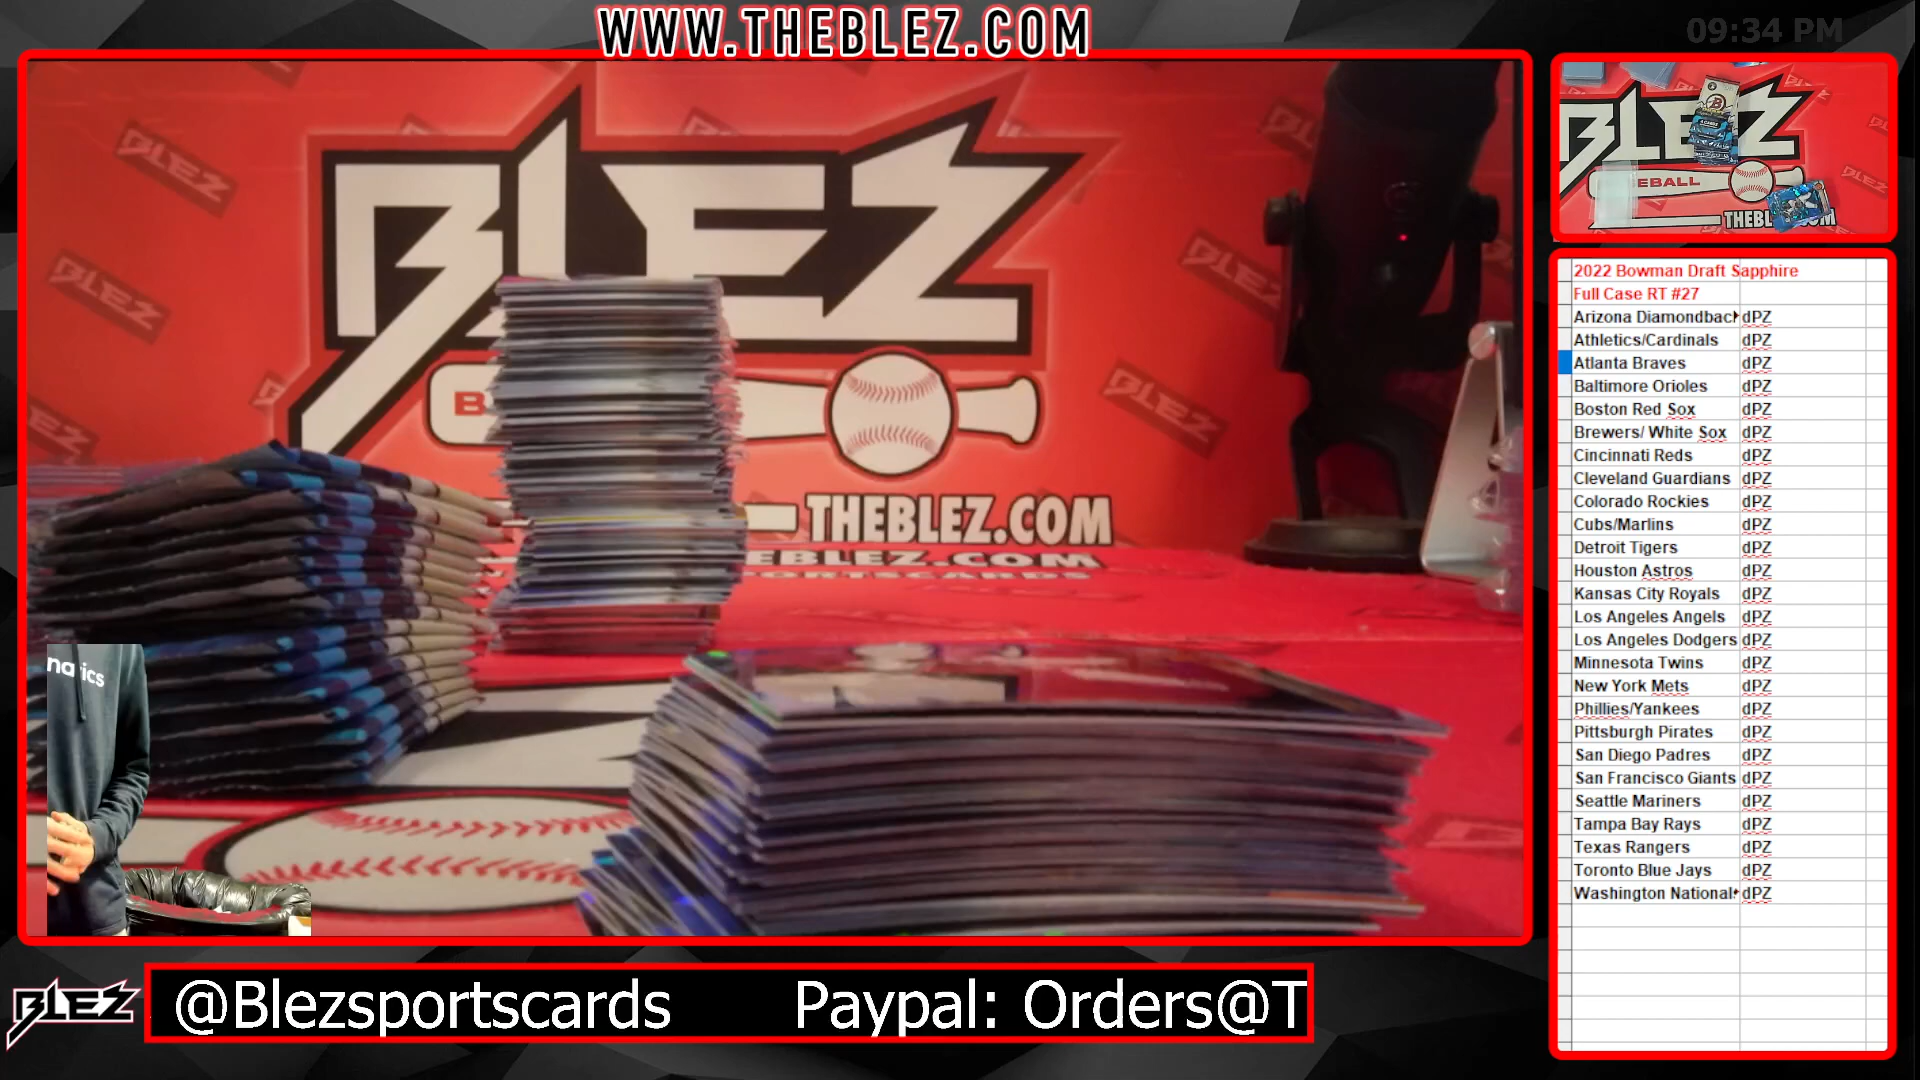 WWW.THEBLEZ.COM
09:34 PM
BLEZ
THEBLEZ.COM
BLEZ
EBALL
2022 Bowman Draft Sapphire
Full Case RT #27
Arizona Diamondback dPZ
Athletics/Cardinals dPZ
Atlanta Braves dPZ
Baltimore Orioles dPZ
Boston Red Sox dPZ
Brewers/ White Sox dPZ
Cincinnati Reds dPZ
Cleveland Guardians dPZ
Colorado Rockies dPZ
Cubs/Marlins dPZ
Detroit Tigers dPZ
Houston Astros dPZ
Kansas City Royals dPZ
Los Angeles Angels dPZ
Los Angeles Dodgers dPZ
Minnesota Twins dPZ
New York Mets dPZ
Phillies/Yankees dPZ
Pittsburgh Pirates dPZ
San Diego Padres dPZ
San Francisco Giants dPZ
Seattle Mariners dPZ
Tampa Bay Rays dPZ
Texas Rangers dPZ
Toronto Blue Jays dPZ
Washington National dPZ
BLEZ
@Blezsportscards Paypal: Orders@T